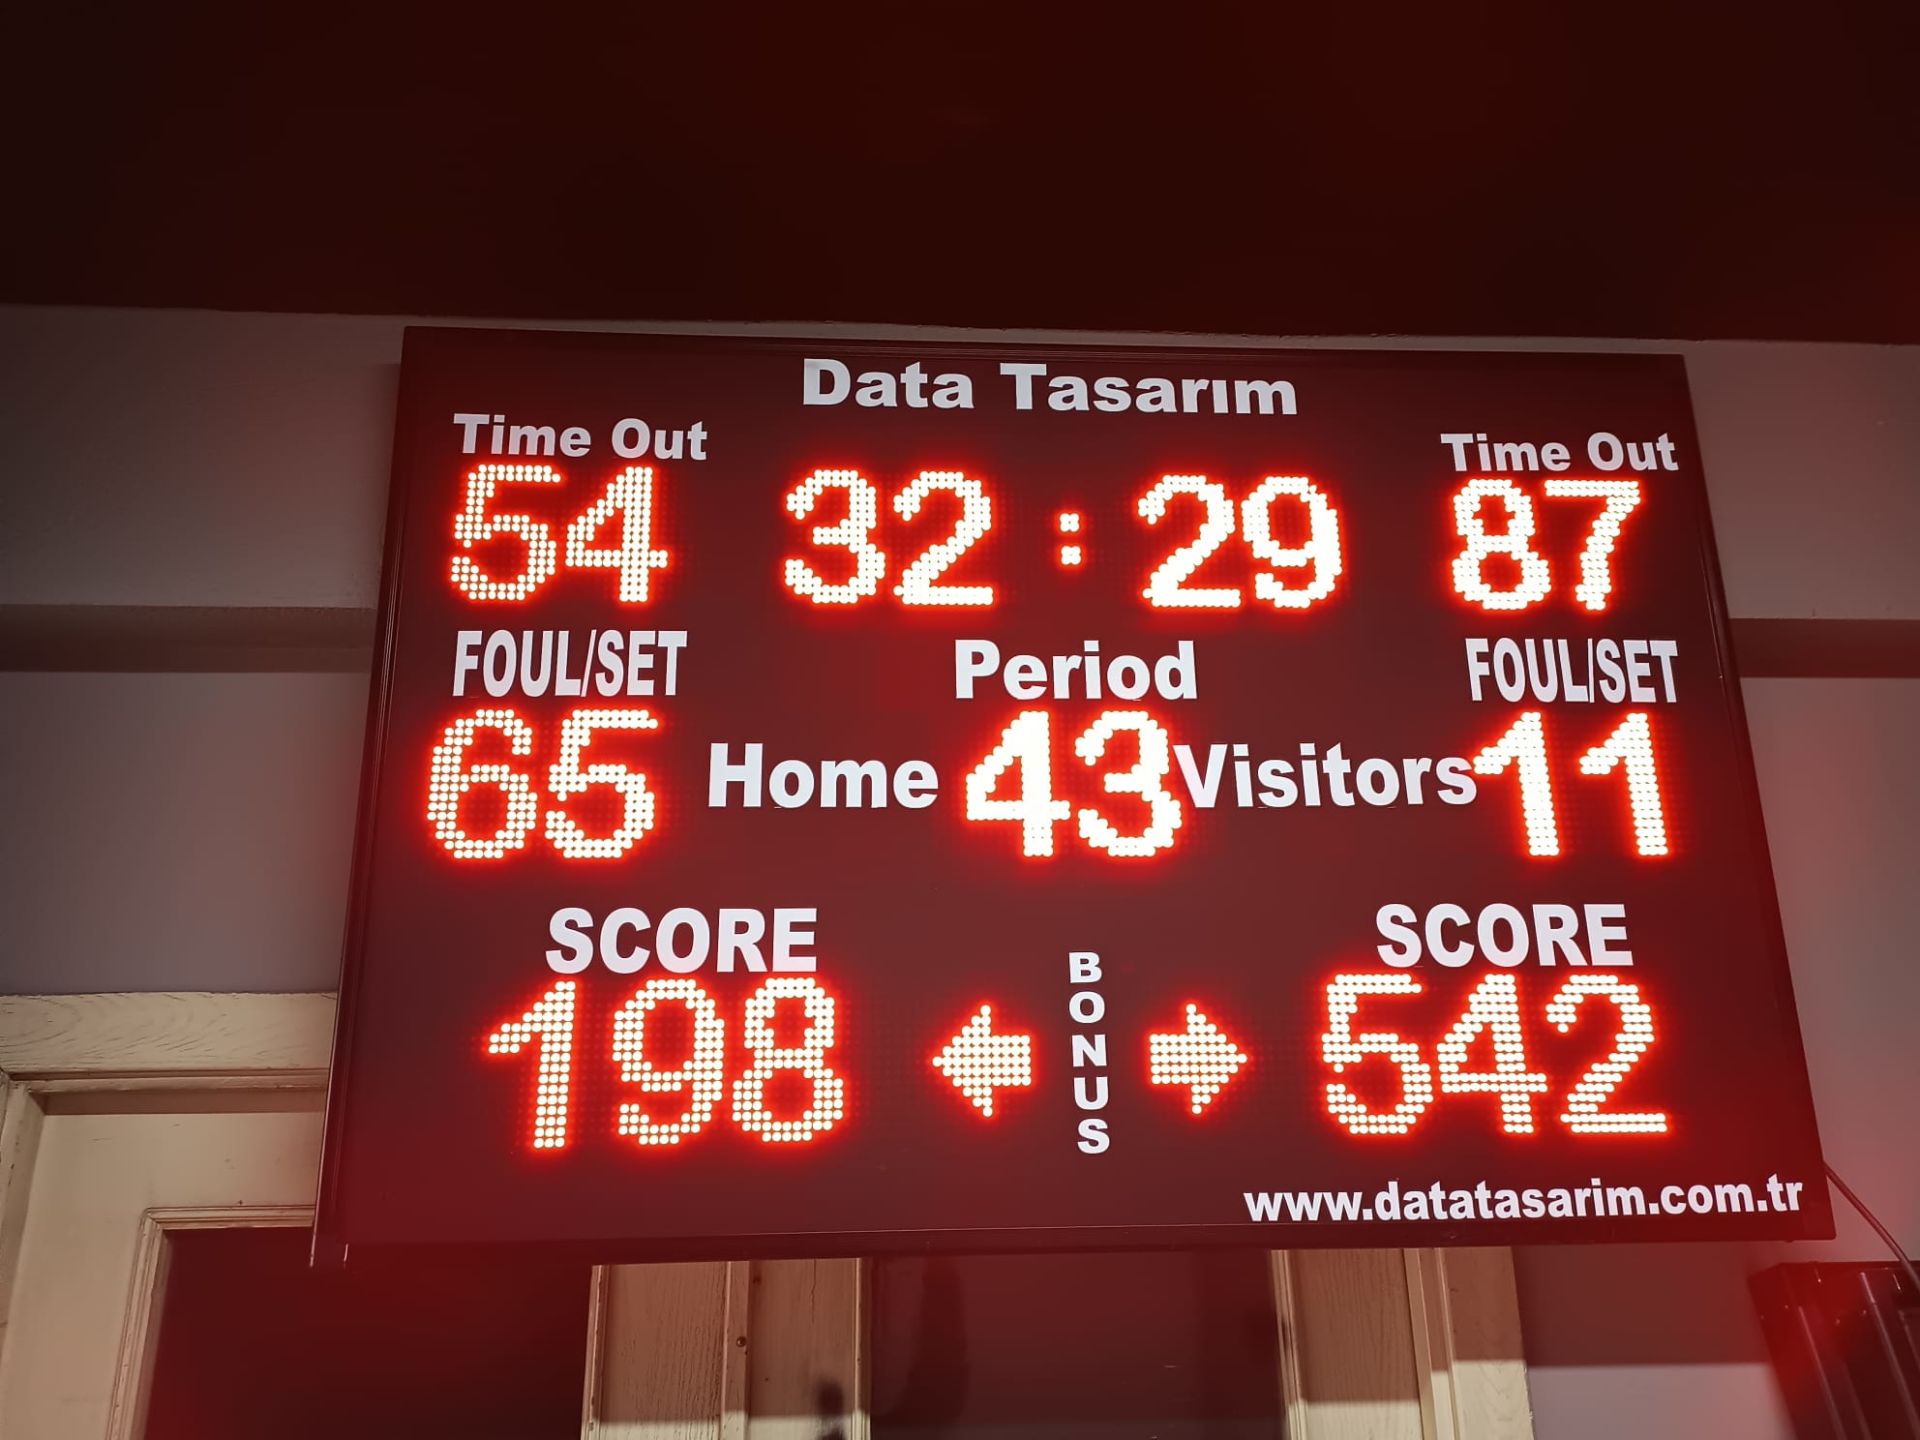 Data Tasarım
Time Out Time Out
54 32:29 87
FOUL/SET Period FOUL/SET
65 Home 43 Visitors 11
SCORE SCORE
198 BONUS 542
www.datatasarim.com.tr